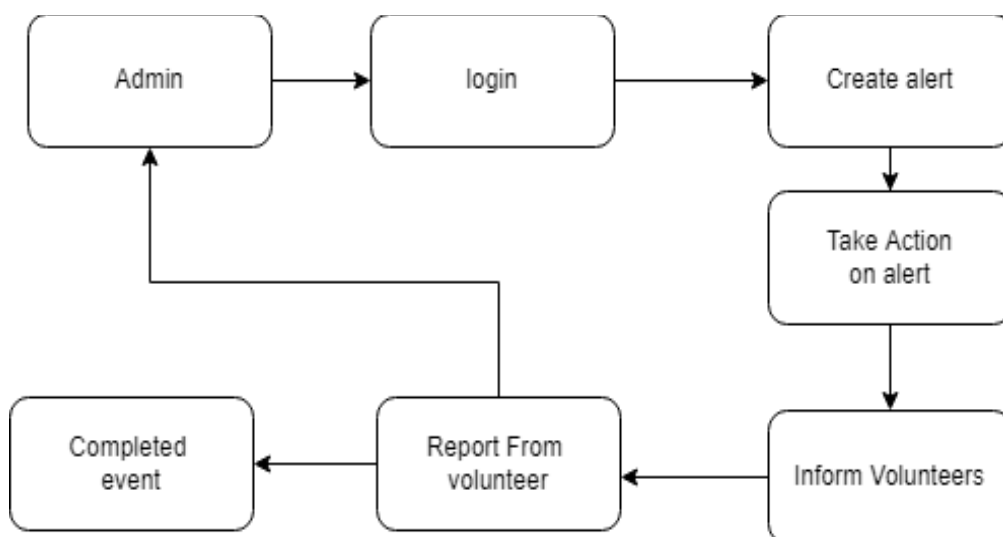 Admin
login
Create alert
Take Action
on alert
Inform Volunteers
Report From
volunteer
Completed
event